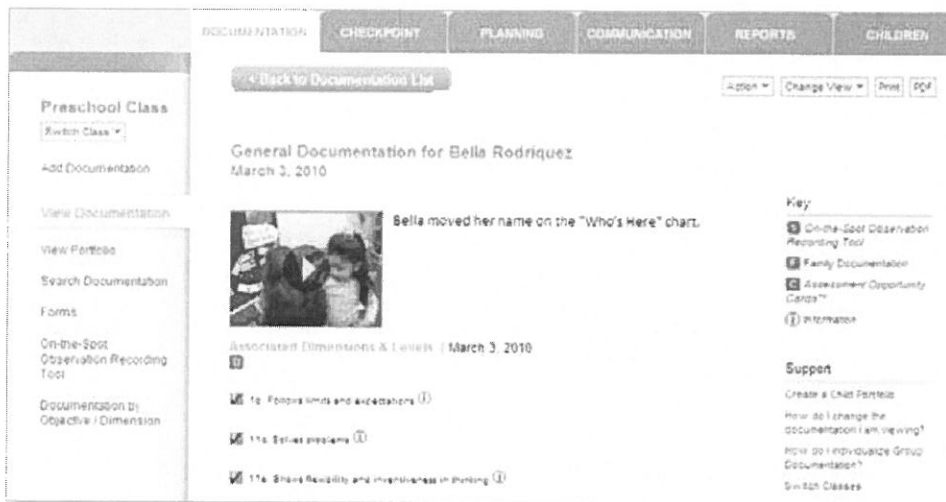 DOCUMENTATION
CHECKPOINT
PLANNING
COMMUNICATION
REPORTS
CHILDREN
Back to Documentation List
Action
Change View
Print
PDF
Preschool Class
Switch Class
Add Documentation
View Documentation
View Portfolio
Search Documentation
Forms
On-the-Spot
Observation Recording
Tool
Documentation by
Objective / Dimension
General Documentation for Bella Rodriquez
March 3, 2010
Bella moved her name on the "Who's Here" chart.
Associated Dimensions & Levels | March 3, 2010
Follows limits and expectations
Solves problems
Shows flexibility and inventiveness in thinking
Key
On-the-Spot Observation
Recording Tool
F Family Documentation
C Assessment Opportunity
Cards™
i Information
Support
Create a Child Portfolio
How do I change the
documentation I am viewing?
How do I individualize Group
Documentation?
Switch Classes